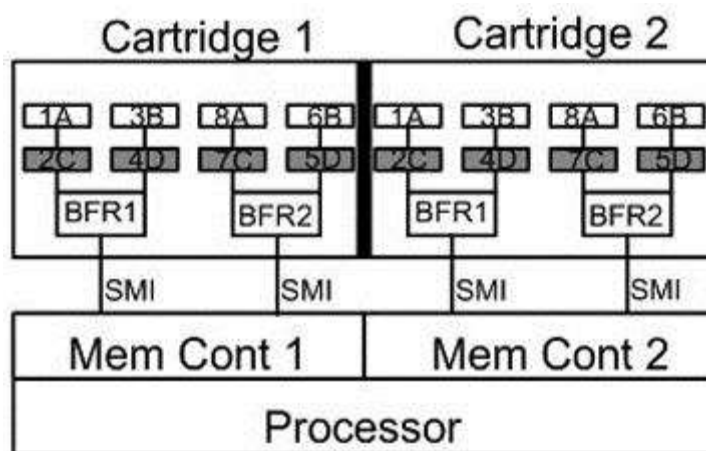 Cartridge 1 Cartridge 2
1A 3B 8A 6B 1A 3B 8A 6B
2C 4D 7C 5D 2C 4D 7C 5D
BFR1 BFR2 BFR1 BFR2
SMI SMI SMI SMI
Mem Cont 1 Mem Cont 2
Processor